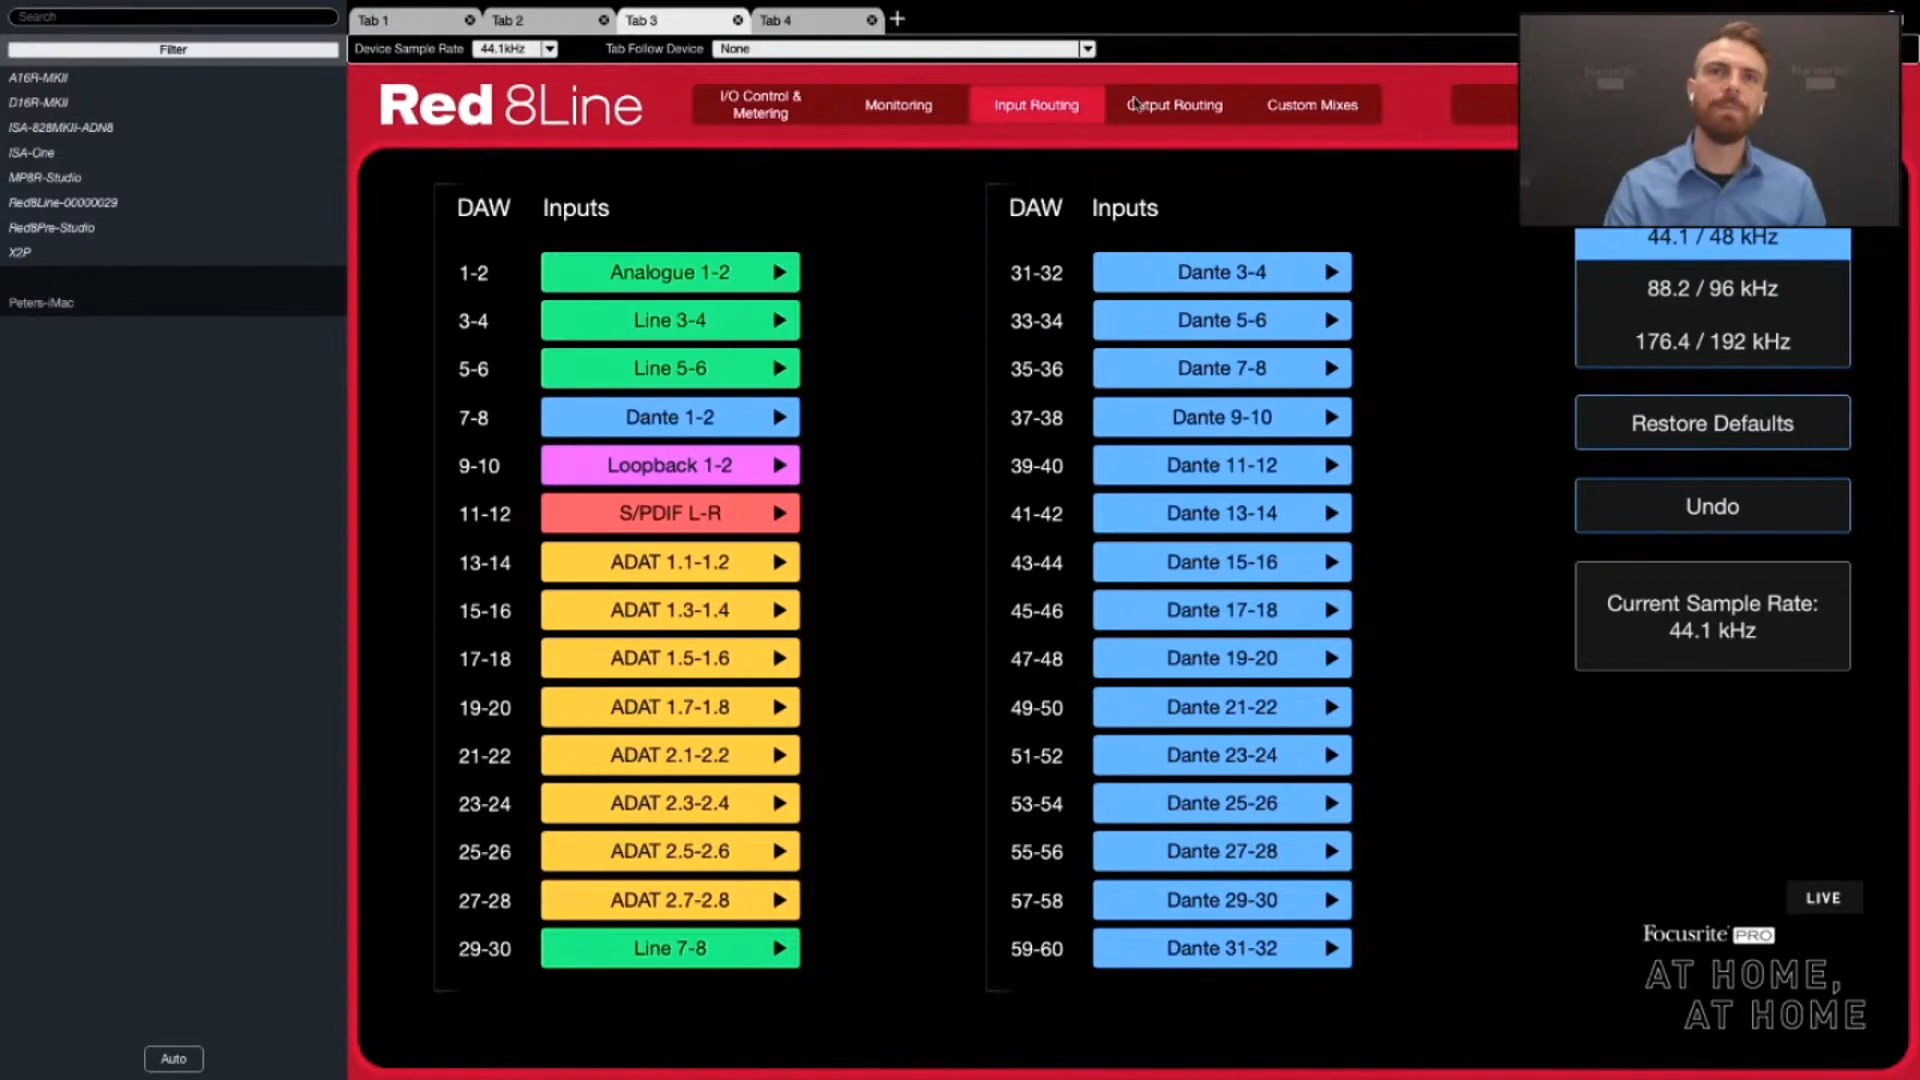 Search
Filter
A16R-MKII
D16R-MKII
ISA-828MKII-ADN8
ISA-One
MP8R-Studio
Red8Line-00000029
Red8Pre-Studio
X2P
Peters-iMac
Auto
Tab 1
Tab 2
Tab 3
Tab 4
Device Sample Rate 44.1kHz
Tab Follow Device None
Red 8Line
I/O Control &
Metering
Monitoring
Input Routing
Output Routing
Custom Mixes
DAW Inputs
1-2 Analogue 1-2
3-4 Line 3-4
5-6 Line 5-6
7-8 Dante 1-2
9-10 Loopback 1-2
11-12 S/PDIF L-R
13-14 ADAT 1.1-1.2
15-16 ADAT 1.3-1.4
17-18 ADAT 1.5-1.6
19-20 ADAT 1.7-1.8
21-22 ADAT 2.1-2.2
23-24 ADAT 2.3-2.4
25-26 ADAT 2.5-2.6
27-28 ADAT 2.7-2.8
29-30 Line 7-8
DAW Inputs
31-32 Dante 3-4
33-34 Dante 5-6
35-36 Dante 7-8
37-38 Dante 9-10
39-40 Dante 11-12
41-42 Dante 13-14
43-44 Dante 15-16
45-46 Dante 17-18
47-48 Dante 19-20
49-50 Dante 21-22
51-52 Dante 23-24
53-54 Dante 25-26
55-56 Dante 27-28
57-58 Dante 29-30
59-60 Dante 31-32
44.1 / 48 kHz
88.2 / 96 kHz
176.4 / 192 kHz
Restore Defaults
Undo
Current Sample Rate:
44.1 kHz
LIVE
Focusrite PRO
AT HOME,
AT HOME